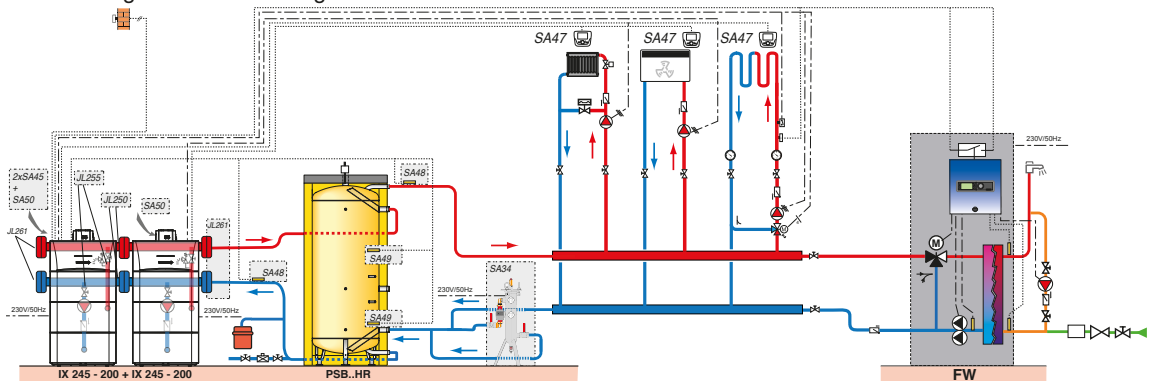 SA47
SA47
SA47
2xSA45
+
SA50
JL255
JL250
SA50
JL261
JL261
SA48
SA48
SA49
SA49
SA34
230V/50Hz
230V/50Hz
230V/50Hz
230V/50Hz
M
M
IX 245 - 200 + IX 245 - 200
PSB..HR
FW